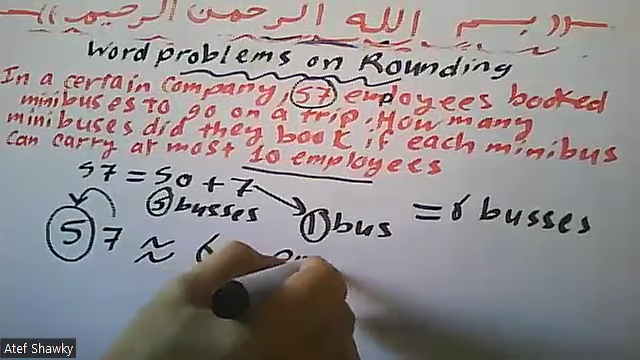 بسم الله الرحمن الرحيم
Word problems on Rounding
In a certain company, 57 employees booked
minibuses to go on a trip. How many
minibuses did they book if each minibus
can carry at most 10 employees
57 = 50 + 7
5 busses 1 bus = 6 busses
57 ≈
Atef Shawky